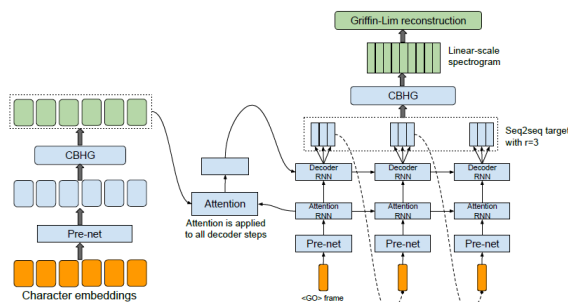 Griffin-Lim reconstruction
Linear-scale
spectrogram
CBHG
CBHG
Seq2seq target
with r=3
Decoder
RNN
Decoder
RNN
Decoder
RNN
Attention
Attention
RNN
Attention
RNN
Attention
RNN
Attention is applied
to all decoder steps
Pre-net
Pre-net
Pre-net
Pre-net
Character embeddings
<GO> frame